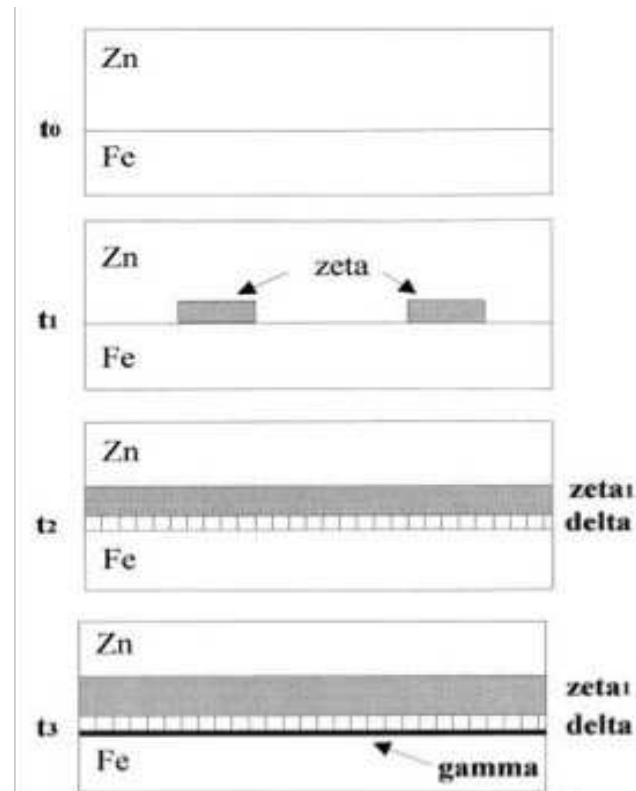 Zn
t0
Fe
Zn
zeta
t1
Fe
Zn
zeta1
delta
t2
Fe
Zn
zeta1
delta
t3
Fe
gamma